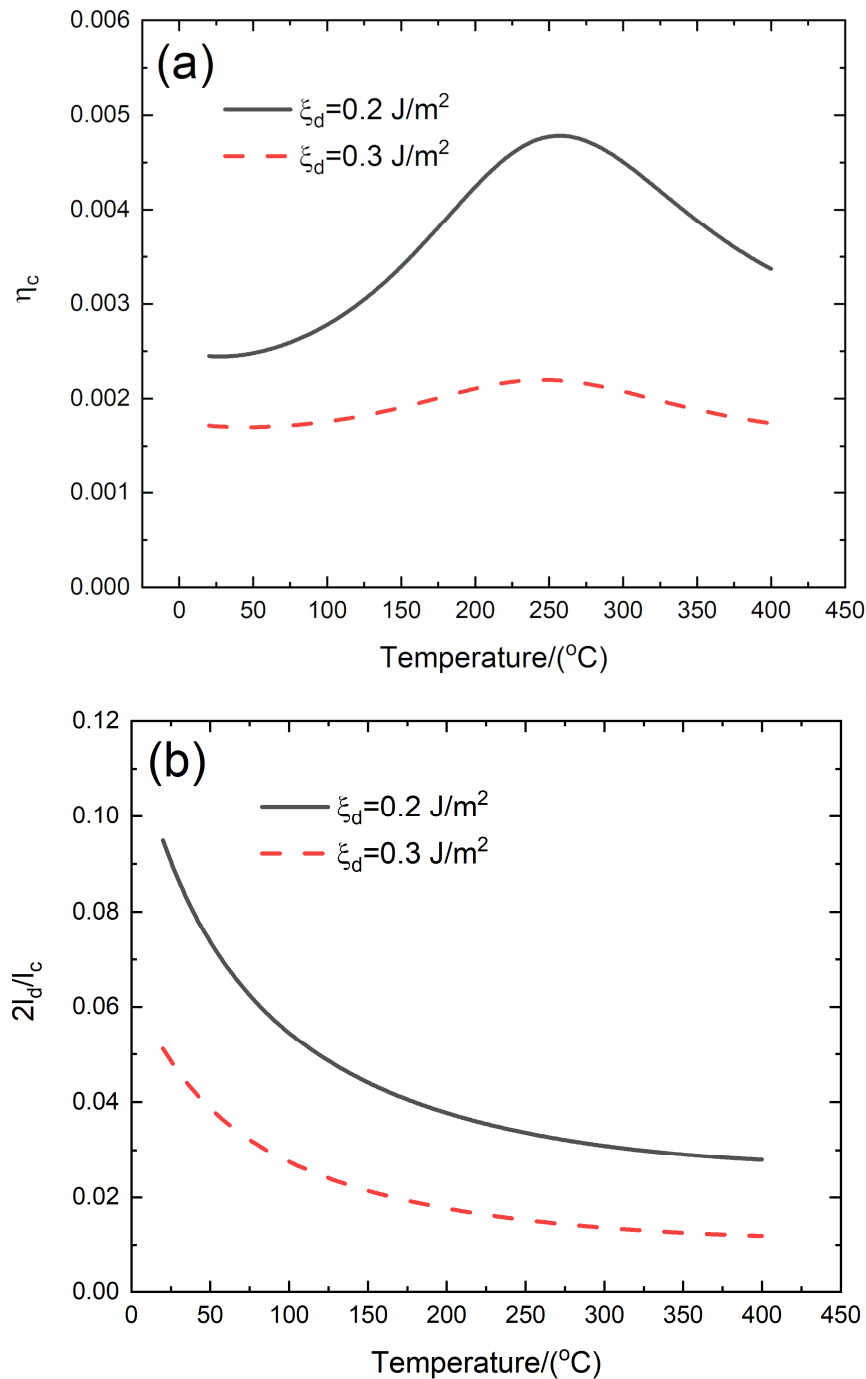 (a)
ξd=0.2 J/m²
ξd=0.3 J/m²
0.006
0.005
0.004
0.003
0.002
0.001
0.000
ηc
0 50 100 150 200 250 300 350 400 450
Temperature/(°C)
(b)
ξd=0.2 J/m²
ξd=0.3 J/m²
0.12
0.10
0.08
0.06
0.04
0.02
0.00
2ld/lc
0 50 100 150 200 250 300 350 400 450
Temperature/(°C)